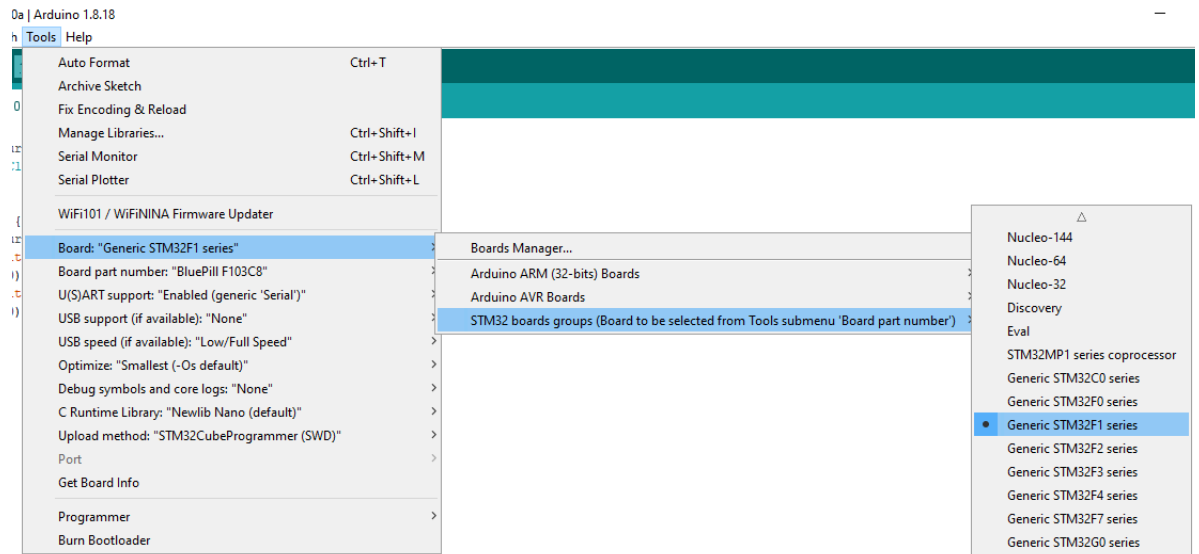 0a | Arduino 1.8.18
h Tools Help
Auto Format Ctrl+T
Archive Sketch
Fix Encoding & Reload
Manage Libraries... Ctrl+Shift+I
Serial Monitor Ctrl+Shift+M
Serial Plotter Ctrl+Shift+L
WiFi101 / WiFiNINA Firmware Updater
Board: "Generic STM32F1 series"
Board part number: "BluePill F103C8"
U(S)ART support: "Enabled (generic 'Serial')"
USB support (if available): "None"
USB speed (if available): "Low/Full Speed"
Optimize: "Smallest (-Os default)"
Debug symbols and core logs: "None"
C Runtime Library: "Newlib Nano (default)"
Upload method: "STM32CubeProgrammer (SWD)"
Port
Get Board Info
Programmer
Burn Bootloader
Boards Manager...
Arduino ARM (32-bits) Boards
Arduino AVR Boards
STM32 boards groups (Board to be selected from Tools submenu 'Board part number')
Nucleo-144
Nucleo-64
Nucleo-32
Discovery
Eval
STM32MP1 series coprocessor
Generic STM32C0 series
Generic STM32F0 series
Generic STM32F1 series
Generic STM32F2 series
Generic STM32F3 series
Generic STM32F4 series
Generic STM32F7 series
Generic STM32G0 series